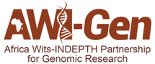 AWI-Gen
Africa Wits-INDEPTH Partnership
for Genomic Research